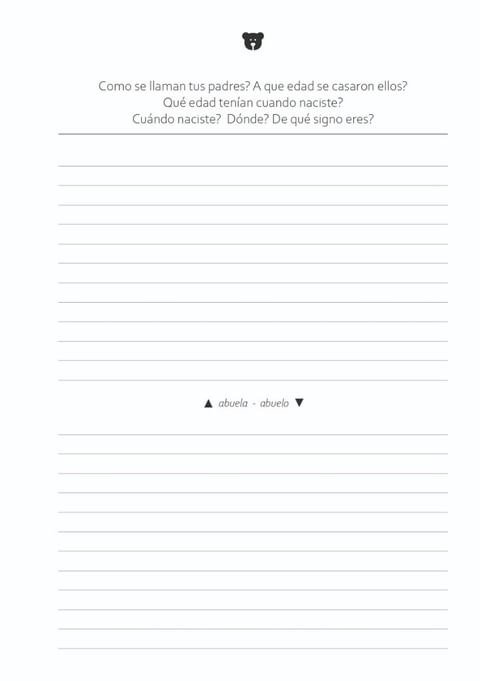 Como se llaman tus padres? A que edad se casaron ellos?
Qué edad tenían cuando naciste?
Cuándo naciste? Dónde? De qué signo eres?
▲ abuela - abuelo ▼